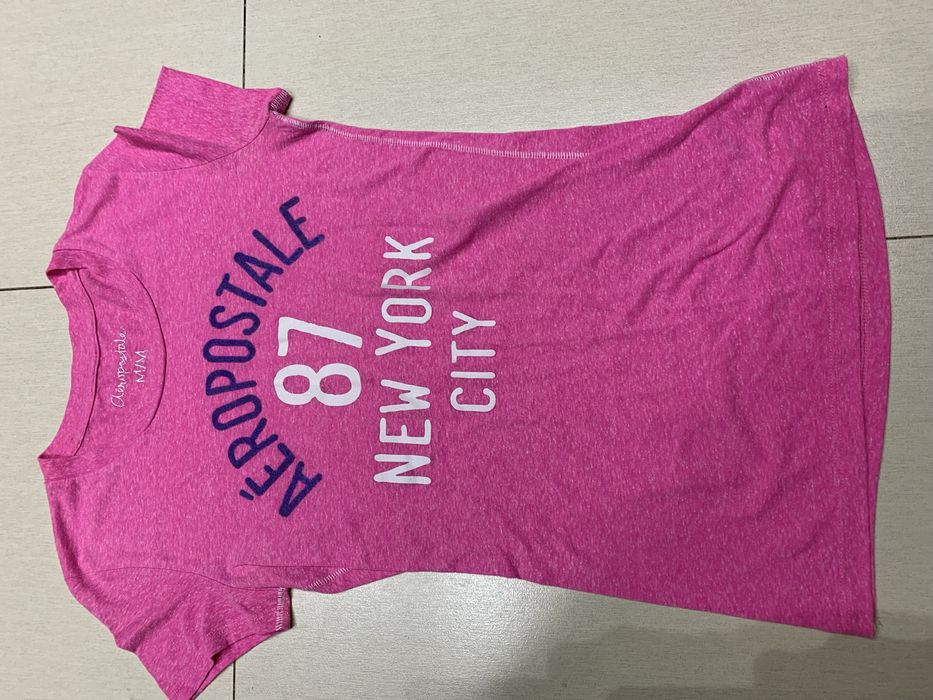 Aéropostale
M/M
'AÉROPOSTALE
87
NEW YORK
CITY